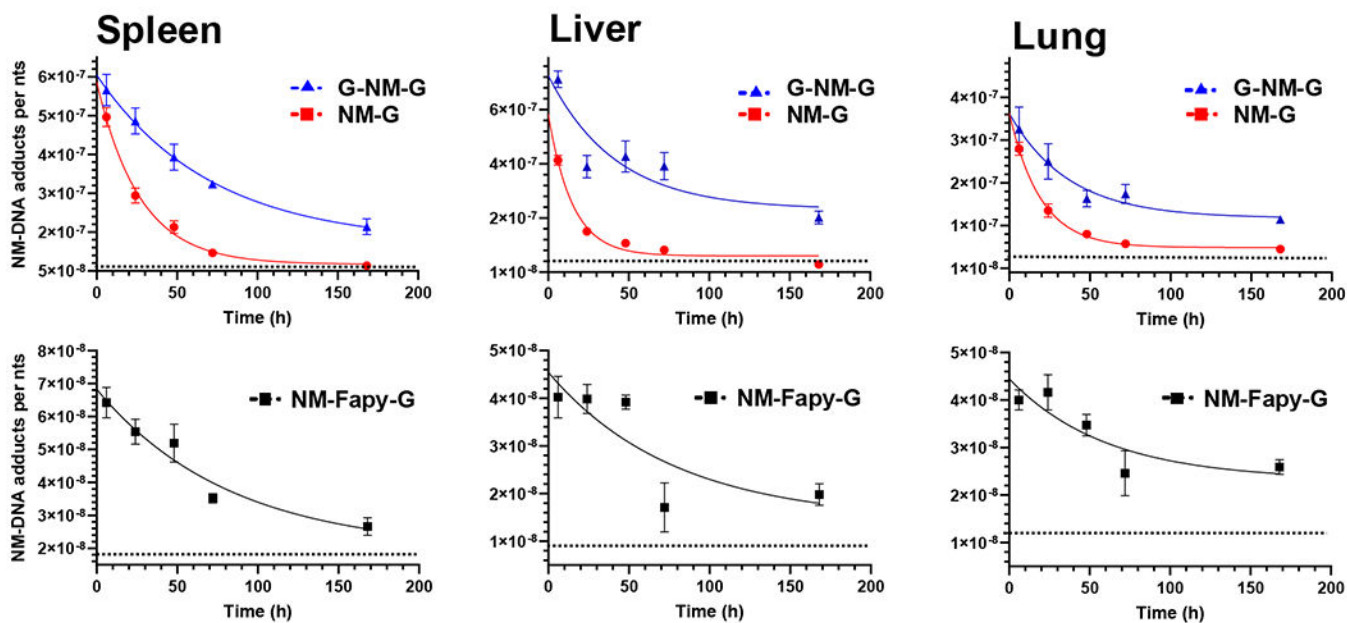 Spleen
NM-DNA adducts per nts
6×10⁻⁷
5×10⁻⁷
4×10⁻⁷
3×10⁻⁷
2×10⁻⁷
5×10⁻⁸
G-NM-G
NM-G
0 50 100 150 200
Time (h)
Liver
6×10⁻⁷
4×10⁻⁷
2×10⁻⁷
1×10⁻⁸
G-NM-G
NM-G
0 50 100 150 200
Time (h)
Lung
4×10⁻⁷
3×10⁻⁷
2×10⁻⁷
1×10⁻⁷
1×10⁻⁸
G-NM-G
NM-G
0 50 100 150 200
Time (h)
NM-DNA adducts per nts
8×10⁻⁸
7×10⁻⁸
6×10⁻⁸
5×10⁻⁸
4×10⁻⁸
3×10⁻⁸
2×10⁻⁸
NM-Fapy-G
0 50 100 150 200
Time (h)
5×10⁻⁸
4×10⁻⁸
3×10⁻⁸
2×10⁻⁸
1×10⁻⁸
NM-Fapy-G
0 50 100 150 200
Time (h)
5×10⁻⁸
4×10⁻⁸
3×10⁻⁸
2×10⁻⁸
1×10⁻⁸
NM-Fapy-G
0 50 100 150 200
Time (h)